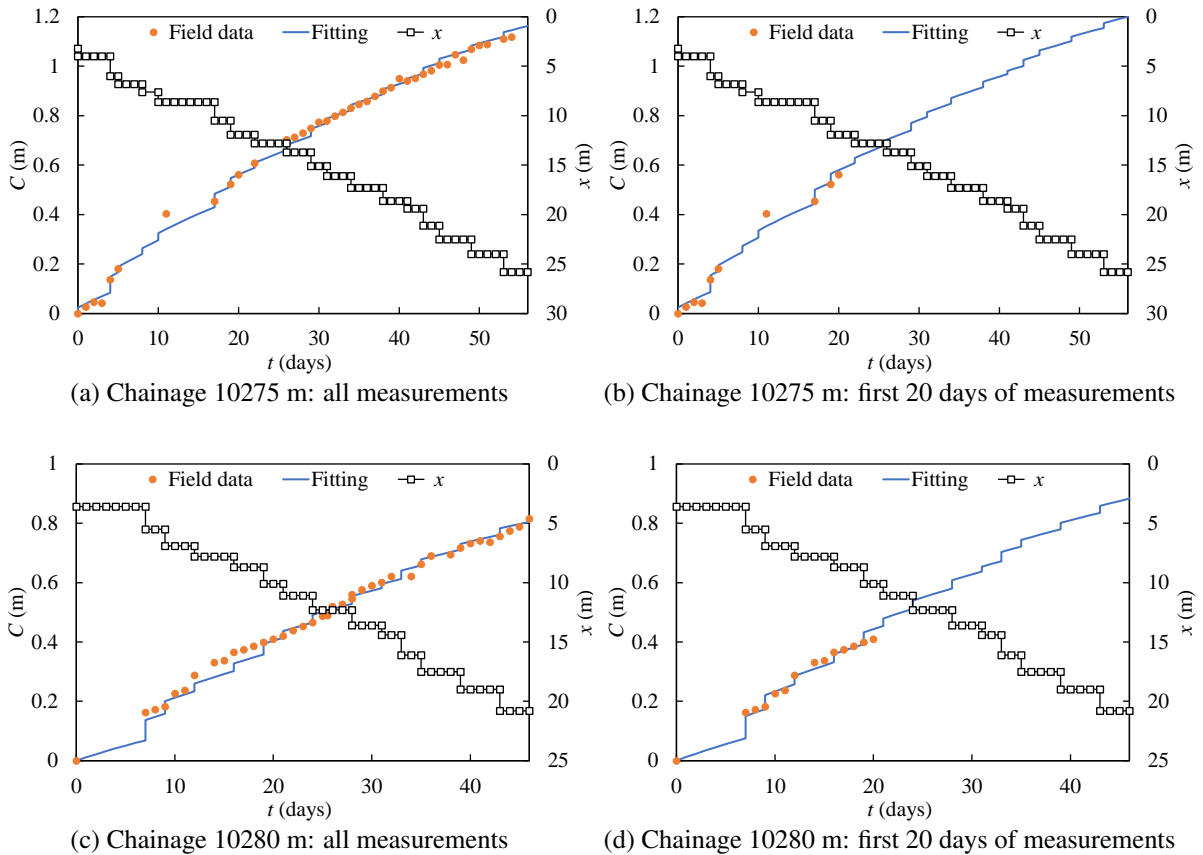 1.2 0
Field data Fitting x
1 5
0.8 10
0.6 15
C (m) x (m)
0.4 20
0.2 25
0 30
0 10 20 30 40 50
t (days)
(a) Chainage 10275 m: all measurements
1.2 0
Field data Fitting x
1 5
0.8 10
0.6 15
C (m) x (m)
0.4 20
0.2 25
0 30
0 10 20 30 40 50
t (days)
(b) Chainage 10275 m: first 20 days of measurements
1 0
Field data Fitting x
0.8 5
0.6 10
C (m) x (m)
0.4 15
0.2 20
0 25
0 10 20 30 40
t (days)
(c) Chainage 10280 m: all measurements
1 0
Field data Fitting x
0.8 5
0.6 10
C (m) x (m)
0.4 15
0.2 20
0 25
0 10 20 30 40
t (days)
(d) Chainage 10280 m: first 20 days of measurements